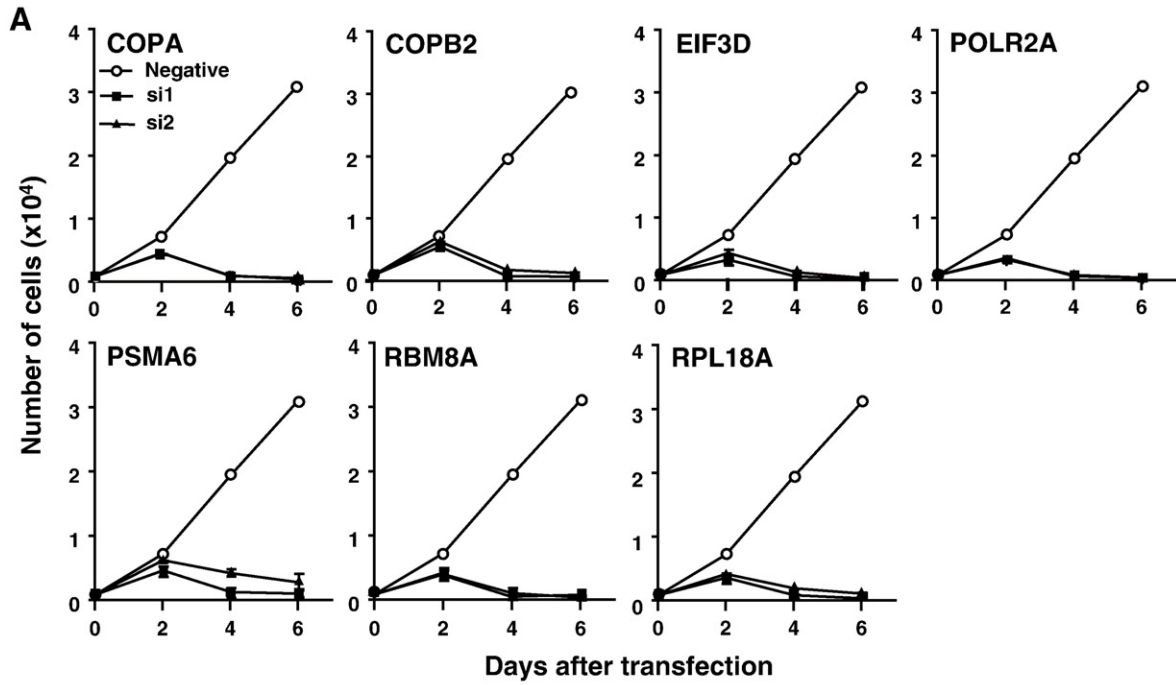 A
COPA
Negative
si1
si2
4
3
2
1
0
0 2 4 6
COPB2
4
3
2
1
0
0 2 4 6
EIF3D
4
3
2
1
0
0 2 4 6
POLR2A
4
3
2
1
0
0 2 4 6
PSMA6
4
3
2
1
0
0 2 4 6
RBM8A
4
3
2
1
0
0 2 4 6
RPL18A
4
3
2
1
0
0 2 4 6
Number of cells (x10⁴)
Days after transfection